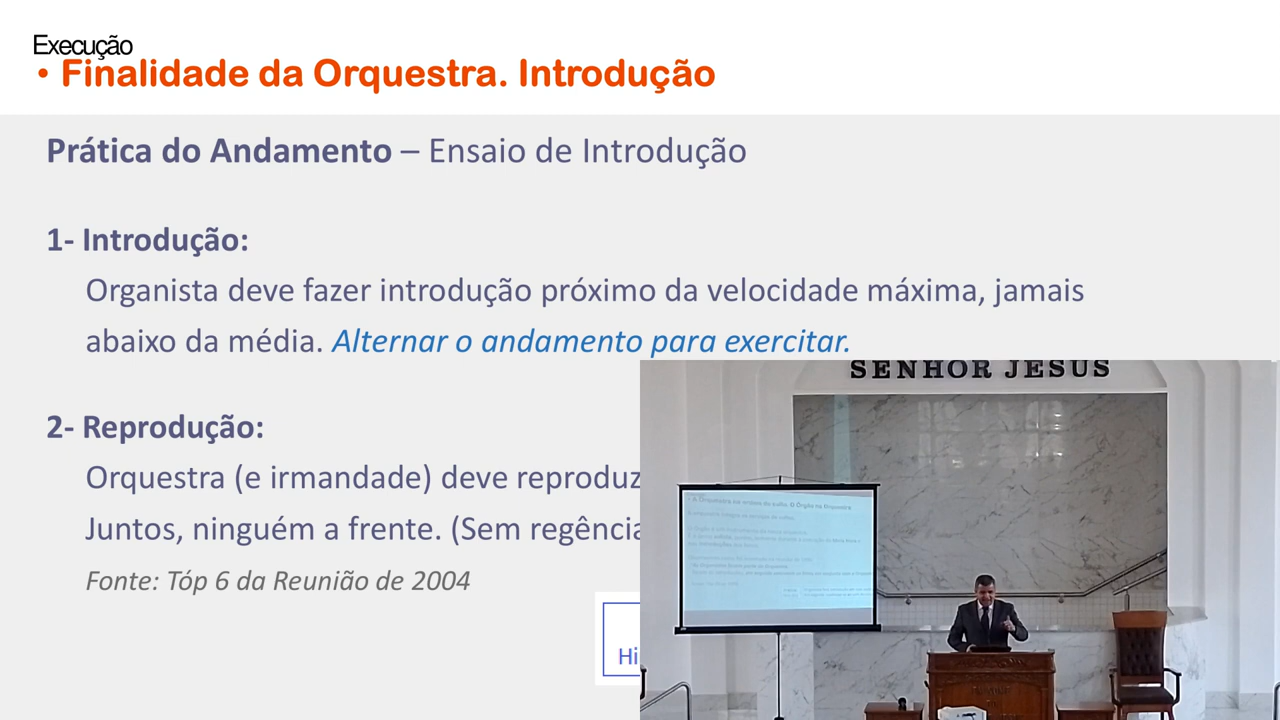 Execução
• Finalidade da Orquestra. Introdução
Prática do Andamento – Ensaio de Introdução
1- Introdução:
Organista deve fazer introdução próximo da velocidade máxima, jamais
abaixo da média. Alternar o andamento para exercitar.
2- Reprodução:
Orquestra (e irmandade) deve reproduz
Juntos, ninguém a frente. (Sem regência
Fonte: Tóp 6 da Reunião de 2004
Hi
SENHOR JESUS